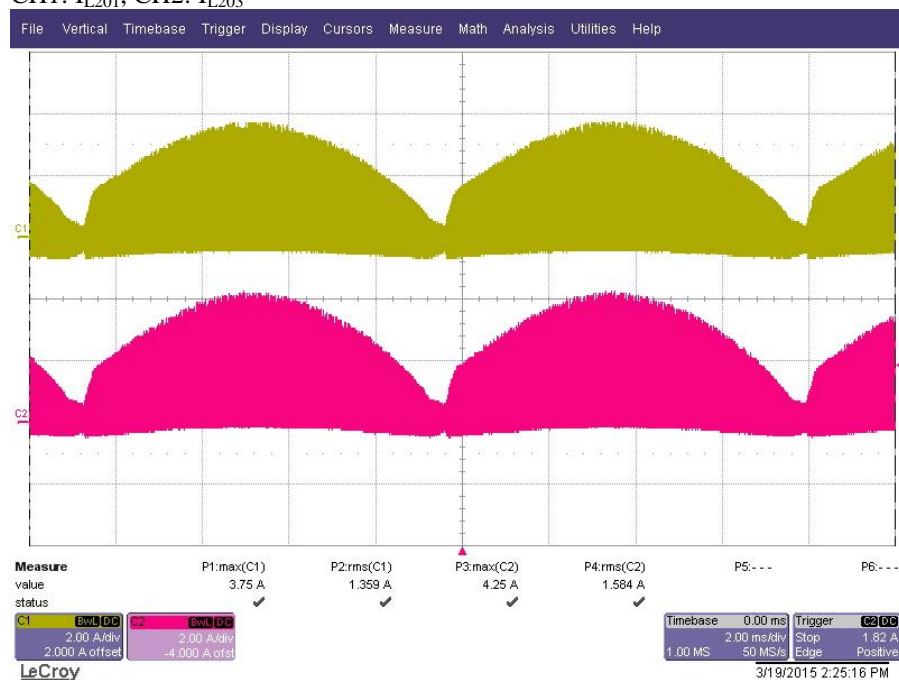 CH1: I_L201, CH2: I_L203
File Vertical Timebase Trigger Display Cursors Measure Math Analysis Utilities Help
C1
C2
Measure P1:max(C1) P2:rms(C1) P3:max(C2) P4:rms(C2) P5:- - - P6:- - -
value 3.75 A 1.359 A 4.25 A 1.584 A
status
C1 BwL DC C2 BwL DC Timebase 0.00 ms Trigger C2 DC
2.00 A/div 2.00 A/div 2.00 ms/div Stop 1.82 A
2.000 A offset -4.000 A ofst 1.00 MS 50 MS/s Edge Positive
LeCroy 3/19/2015 2:25:16 PM